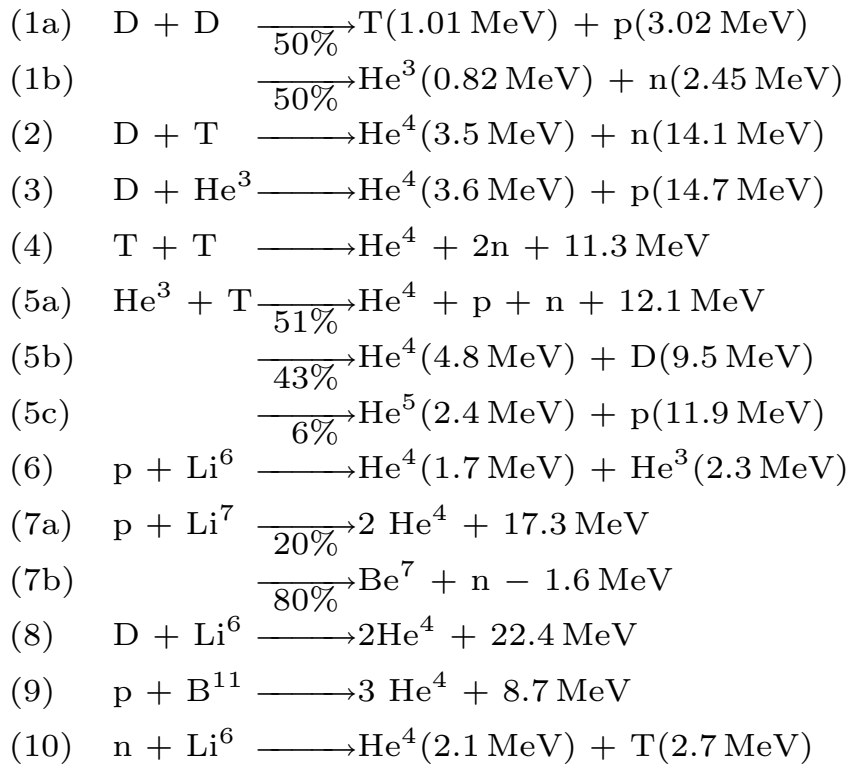 (1a) D + D ⟶ 50% T(1.01 MeV) + p(3.02 MeV)
(1b) ⟶ 50% He³(0.82 MeV) + n(2.45 MeV)
(2) D + T ⟶ He⁴(3.5 MeV) + n(14.1 MeV)
(3) D + He³ ⟶ He⁴(3.6 MeV) + p(14.7 MeV)
(4) T + T ⟶ He⁴ + 2n + 11.3 MeV
(5a) He³ + T ⟶ 51% He⁴ + p + n + 12.1 MeV
(5b) ⟶ 43% He⁴(4.8 MeV) + D(9.5 MeV)
(5c) ⟶ 6% He⁵(2.4 MeV) + p(11.9 MeV)
(6) p + Li⁶ ⟶ He⁴(1.7 MeV) + He³(2.3 MeV)
(7a) p + Li⁷ ⟶ 20% 2 He⁴ + 17.3 MeV
(7b) ⟶ 80% Be⁷ + n − 1.6 MeV
(8) D + Li⁶ ⟶ 2He⁴ + 22.4 MeV
(9) p + B¹¹ ⟶ 3 He⁴ + 8.7 MeV
(10) n + Li⁶ ⟶ He⁴(2.1 MeV) + T(2.7 MeV)